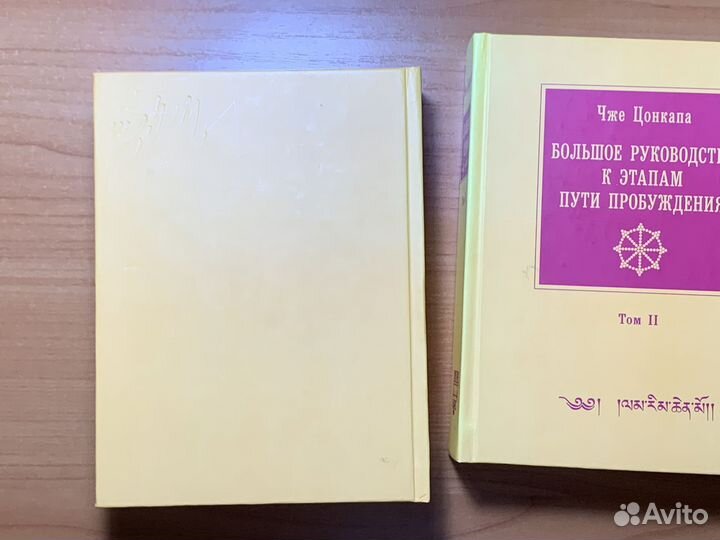 Чже Цонкапа
БОЛЬШОЕ РУКОВОДСТВ
К ЭТАПАМ
ПУТИ ПРОБУЖДЕНИЯ
Том II
༄༅། །ལམ་རིམ་ཆེན་མོ།།
Avito